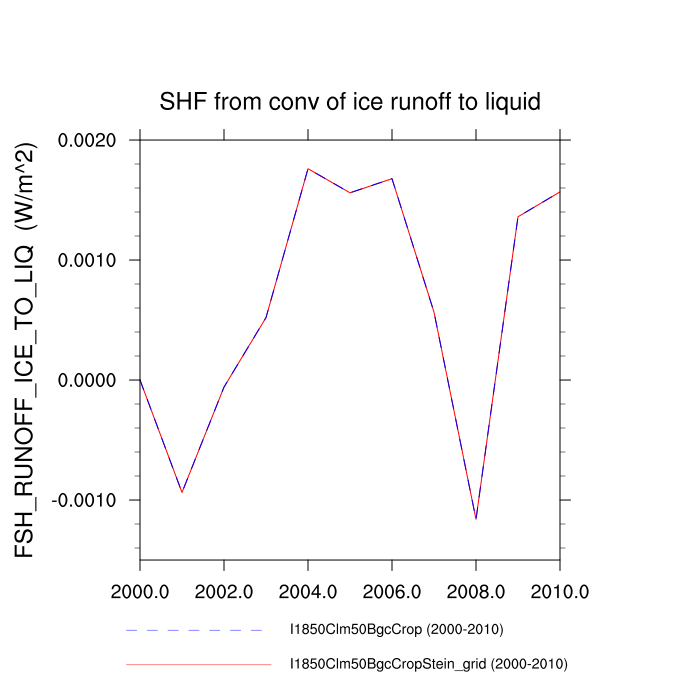 SHF from conv of ice runoff to liquid
FSH_RUNOFF_ICE_TO_LIQ (W/m^2)
0.0020
0.0010
0.0000
-0.0010
2000.0 2002.0 2004.0 2006.0 2008.0 2010.0
I1850Clm50BgcCrop (2000-2010)
I1850Clm50BgcCropStein_grid (2000-2010)